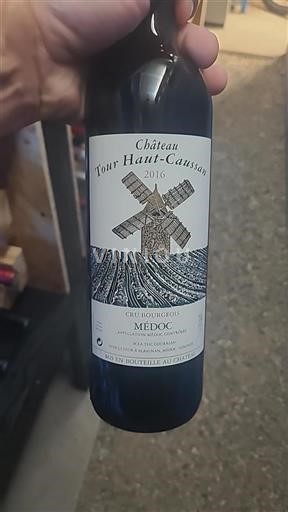 Château
Tour Haut-Caussan
2016
CRU BOURGEOIS
MÉDOC
APPELLATION MÉDOC CONTRÔLÉE
MIS EN BOUTEILLE AU CHATEAU